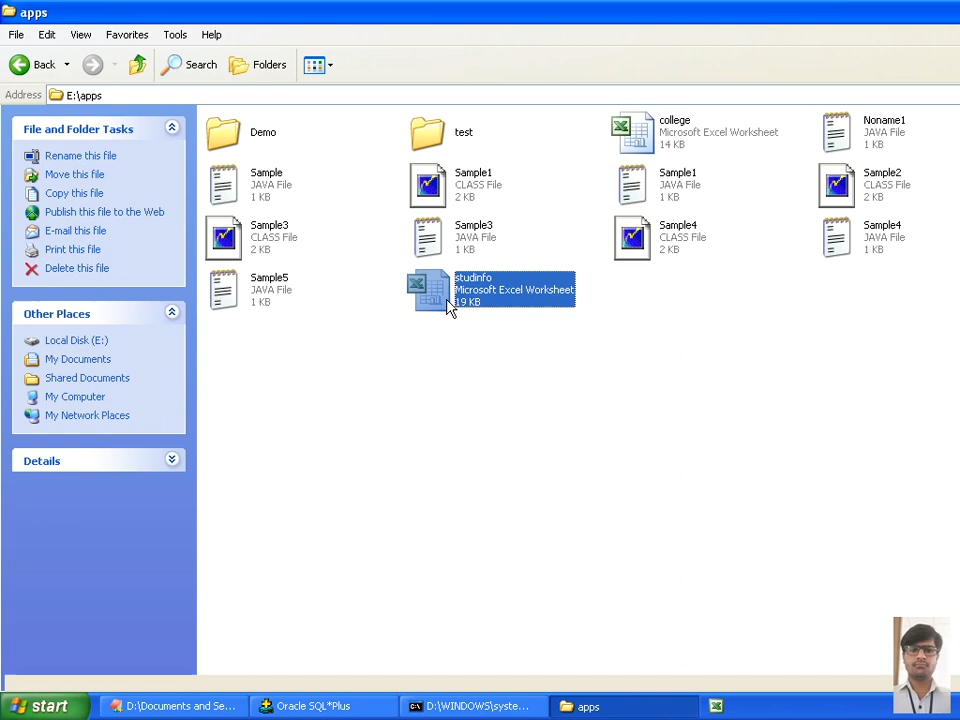 apps
File Edit View Favorites Tools Help
Back Search Folders
Address E:\apps
File and Folder Tasks
Rename this file
Move this file
Copy this file
Publish this file to the Web
E-mail this file
Print this file
Delete this file
Other Places
Local Disk (E:)
My Documents
Shared Documents
My Computer
My Network Places
Details
Demo
test
college
Microsoft Excel Worksheet
14 KB
Noname1
JAVA File
1 KB
Sample
JAVA File
1 KB
Sample1
CLASS File
2 KB
Sample1
JAVA File
1 KB
Sample2
CLASS File
2 KB
Sample3
CLASS File
2 KB
Sample3
JAVA File
1 KB
Sample4
CLASS File
2 KB
Sample4
JAVA File
1 KB
Sample5
JAVA File
1 KB
studinfo
Microsoft Excel Worksheet
19 KB
start D:\Documents and Se... Oracle SQL*Plus D:\WINDOWS\syste... apps